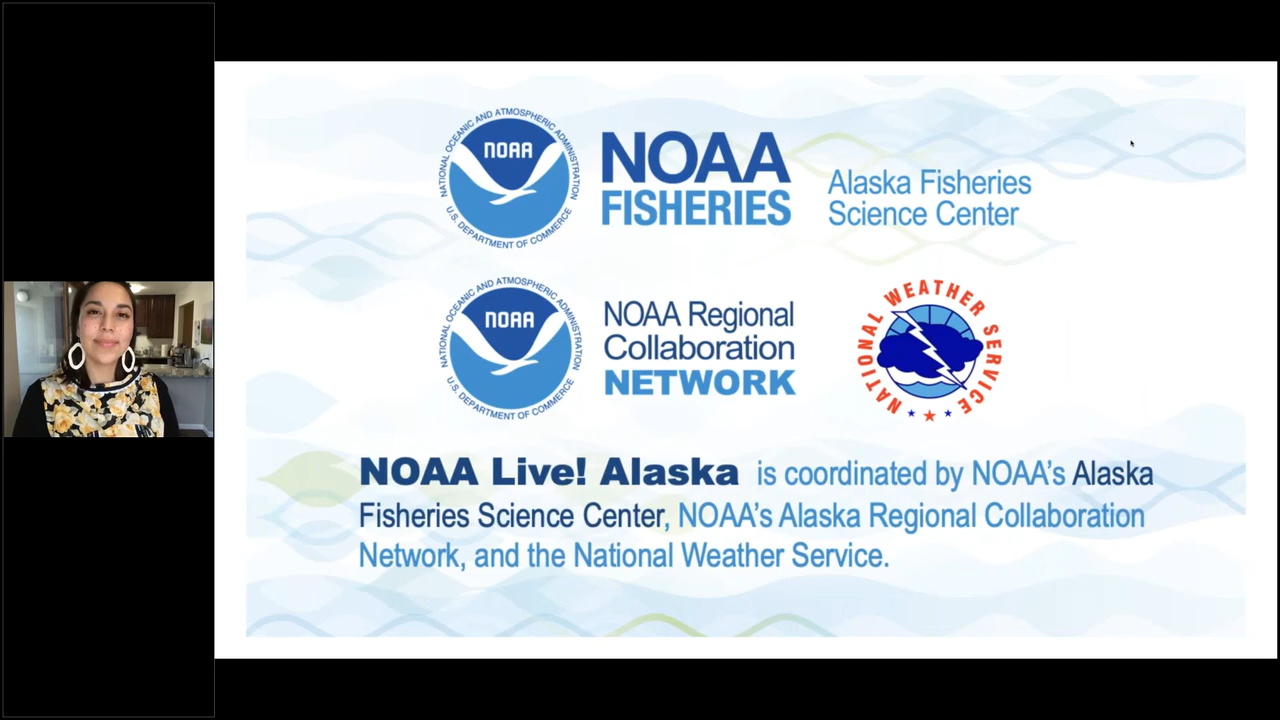 NATIONAL OCEANIC AND ATMOSPHERIC ADMINISTRATION
NOAA
U.S. DEPARTMENT OF COMMERCE
NOAA
FISHERIES
Alaska Fisheries
Science Center
NATIONAL OCEANIC AND ATMOSPHERIC ADMINISTRATION
NOAA
U.S. DEPARTMENT OF COMMERCE
NOAA Regional
Collaboration
NETWORK
NATIONAL WEATHER SERVICE
NOAA Live! Alaska is coordinated by NOAA's Alaska
Fisheries Science Center, NOAA's Alaska Regional Collaboration
Network, and the National Weather Service.